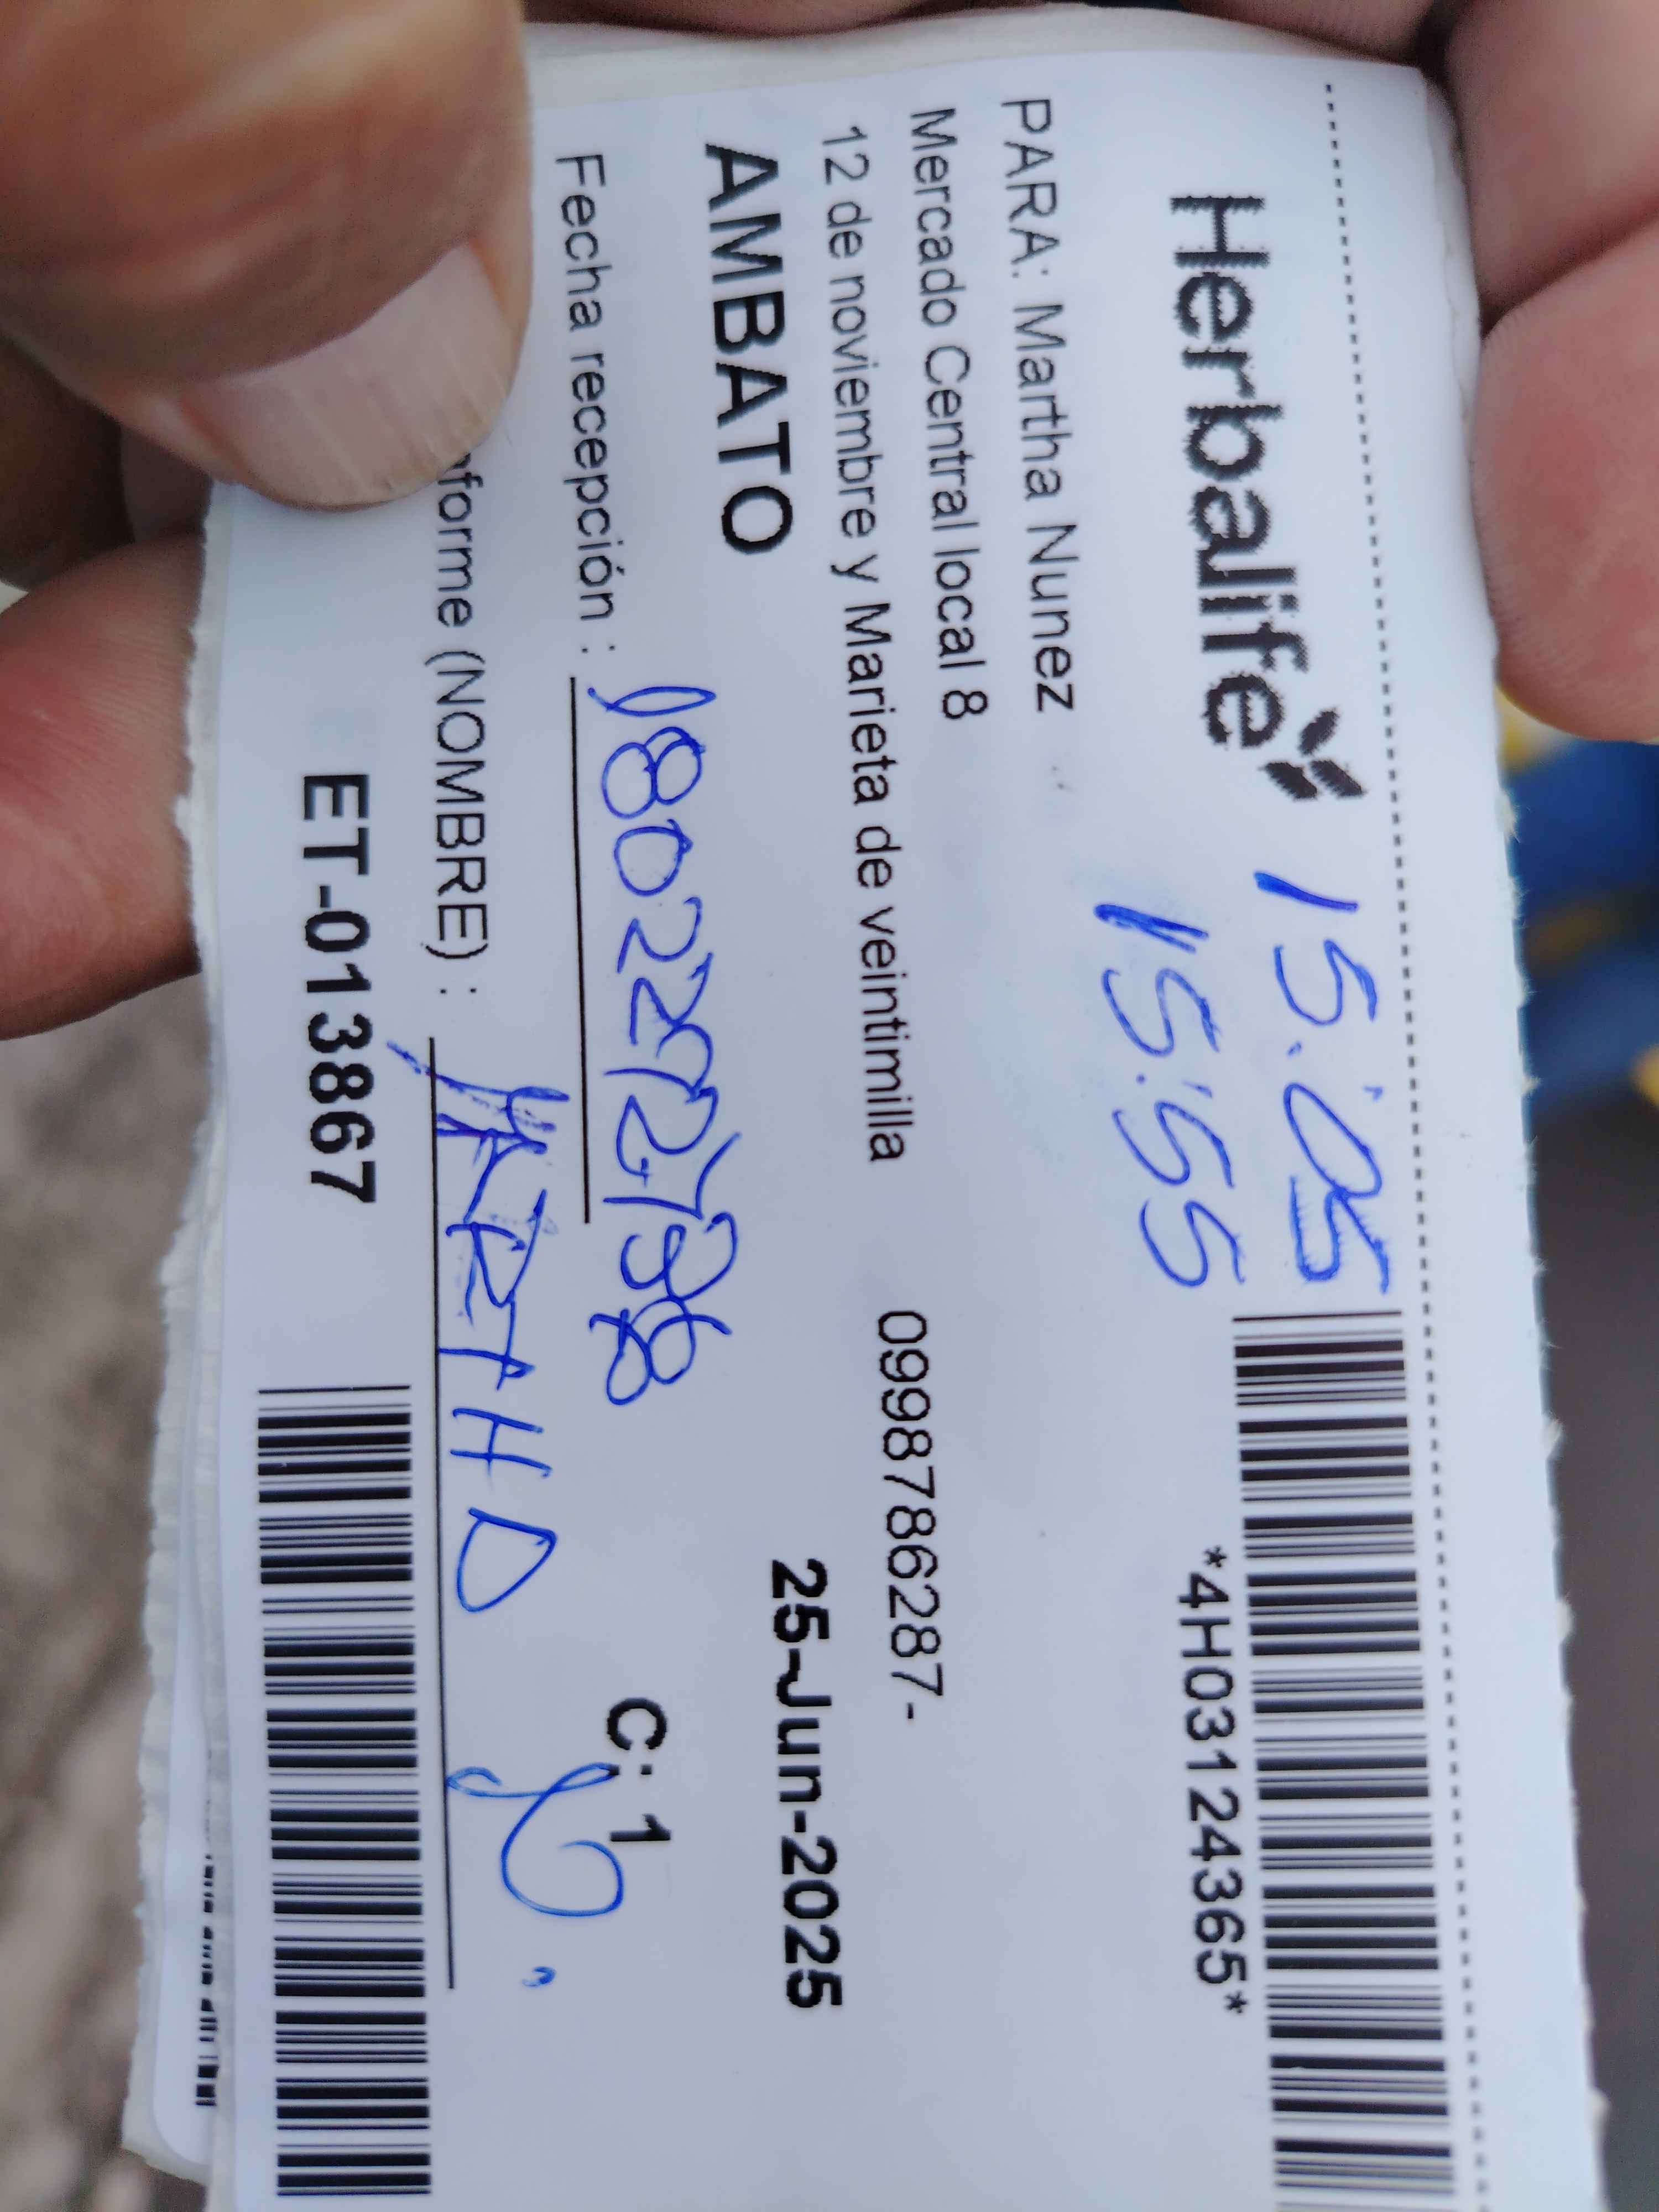 Herbalife
15:05
15:55
*4H03124365*
PARA: Martha Nunez
Mercado Central local 8
12 de noviembre y Marieta de veintimilla 0998786287-
AMBATO 25-Jun-2025
Fecha recepción :
C: 1
nforme (NOMBRE) :
ET-013867